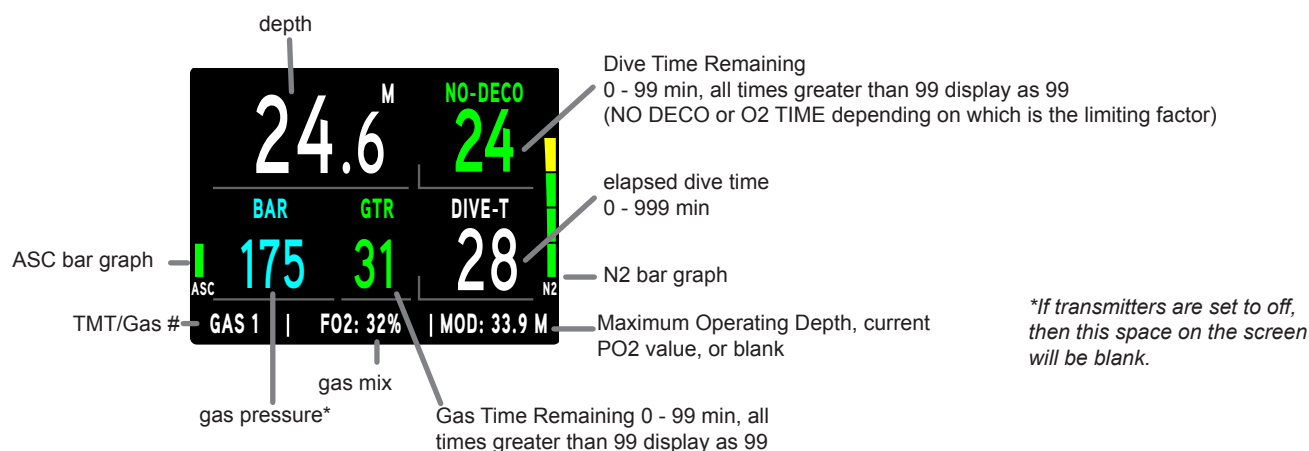 depth
Dive Time Remaining
0 - 99 min, all times greater than 99 display as 99
(NO DECO or O2 TIME depending on which is the limiting factor)
M
NO-DECO
24.6
24
elapsed dive time
0 - 999 min
BAR
GTR
DIVE-T
ASC bar graph
175
31
28
N2 bar graph
ASC
N2
*If transmitters are set to off,
then this space on the screen
will be blank.
TMT/Gas #
GAS 1 | FO2: 32% | MOD: 33.9 M
Maximum Operating Depth, current
PO2 value, or blank
gas mix
gas pressure*
Gas Time Remaining 0 - 99 min, all
times greater than 99 display as 99